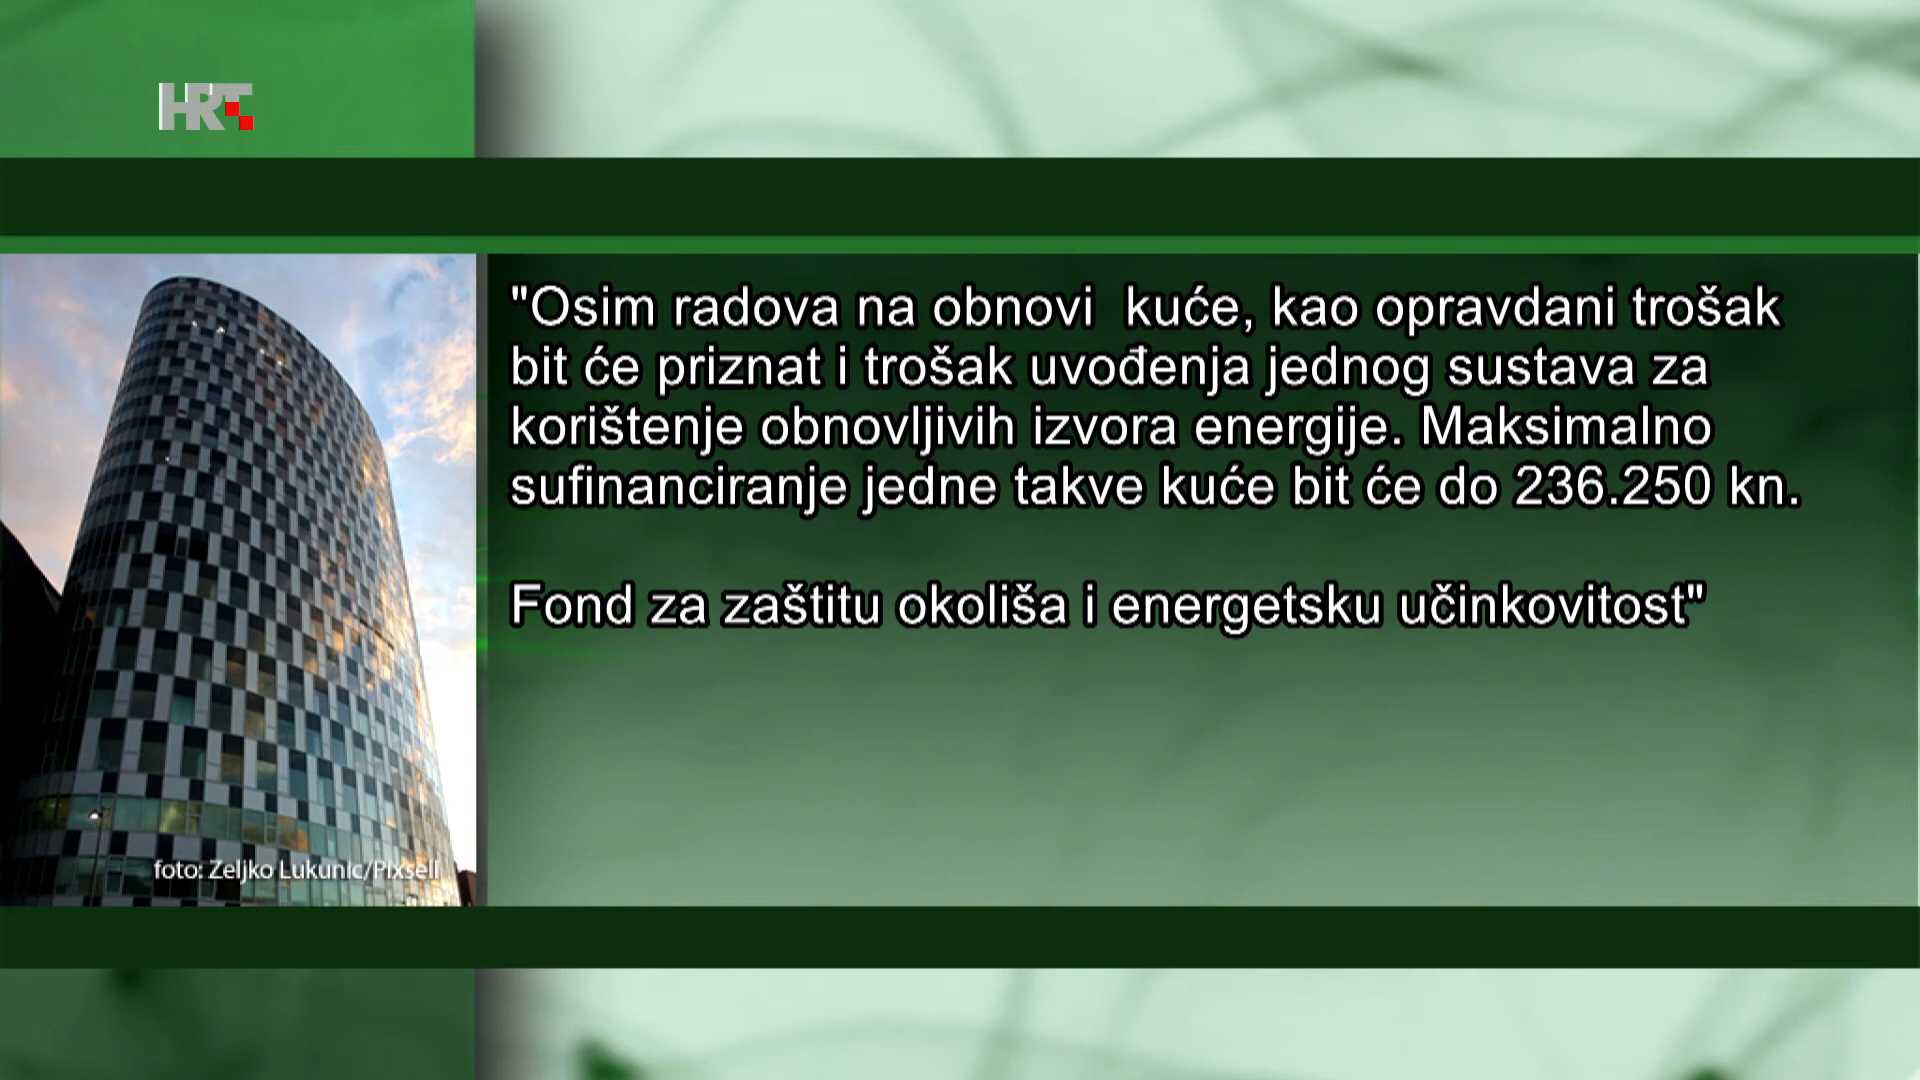 HRT
"Osim radova na obnovi  kuće, kao opravdani trošak
bit će priznat i trošak uvođenja jednog sustava za
korištenje obnovljivih izvora energije. Maksimalno
sufinanciranje jedne takve kuće bit će do 236.250 kn.
Fond za zaštitu okoliša i energetsku učinkovitost"
foto: Zeljko Lukunic/Pixsell